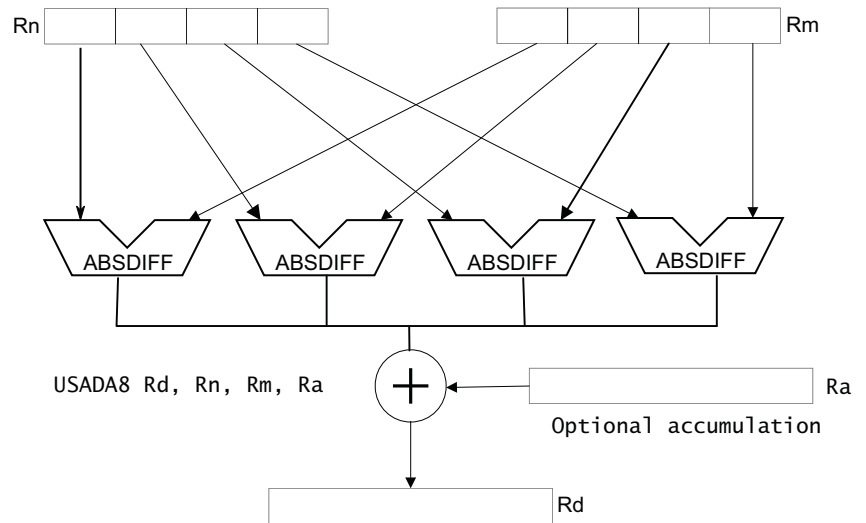 Rn
Rm
ABSDIFF
ABSDIFF
ABSDIFF
ABSDIFF
USADA8 Rd, Rn, Rm, Ra
Ra
Optional accumulation
Rd